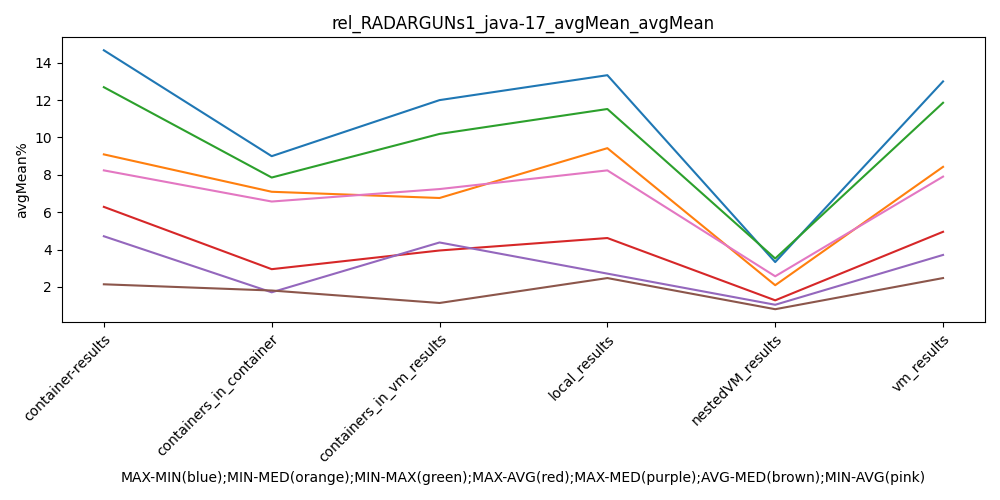 rel_RADARGUNs1_java-17_avgMean_avgMean
14
12
10
8
6
4
2
avgMean%
container-results
containers_in_container
containers_in_vm_results
local_results
nestedVM_results
vm_results
MAX-MIN(blue);MIN-MED(orange);MIN-MAX(green);MAX-AVG(red);MAX-MED(purple);AVG-MED(brown);MIN-AVG(pink)